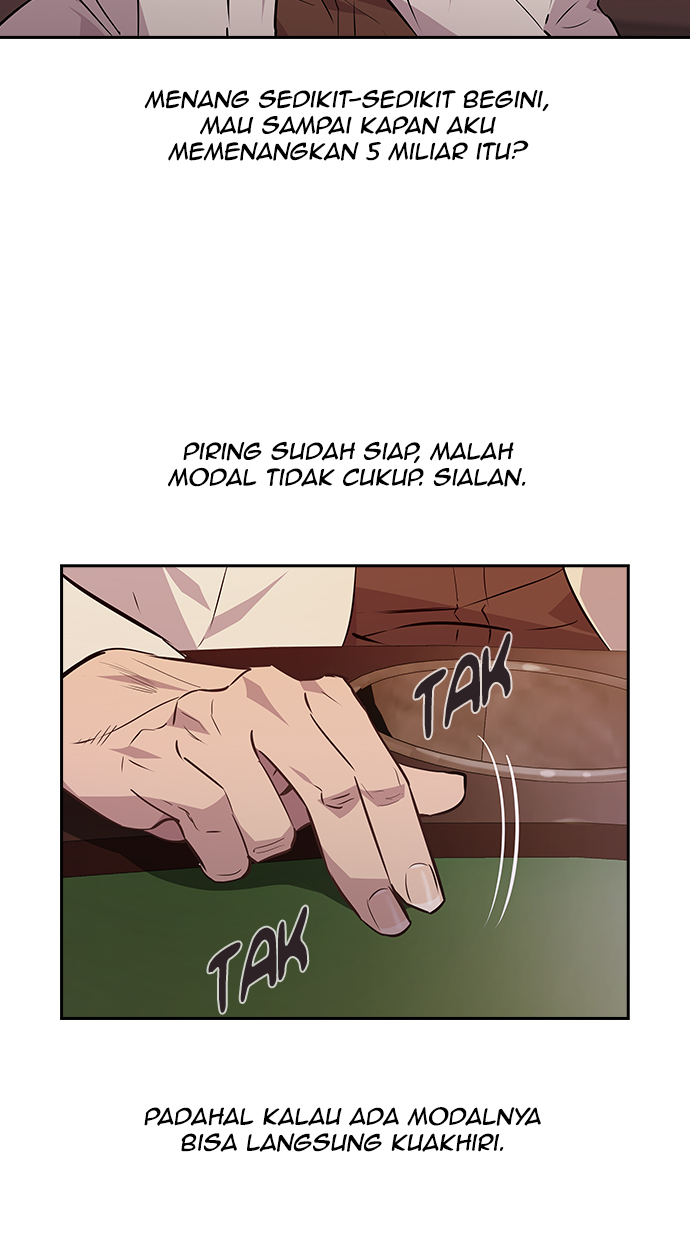 MENANG SEDIKIT-SEDIKIT BEGINI,
MAU SAMPAI KAPAN AKU
MEMENANGKAN 5 MILIAR ITU?
PIRING SUDAH SIAP, MALAH
MODAL TIDAK CUKUP. SIALAN.
TAK
TAK
PADAHAL KALAU ADA MODALNYA
BISA LANGSUNG KUAKHIRI.